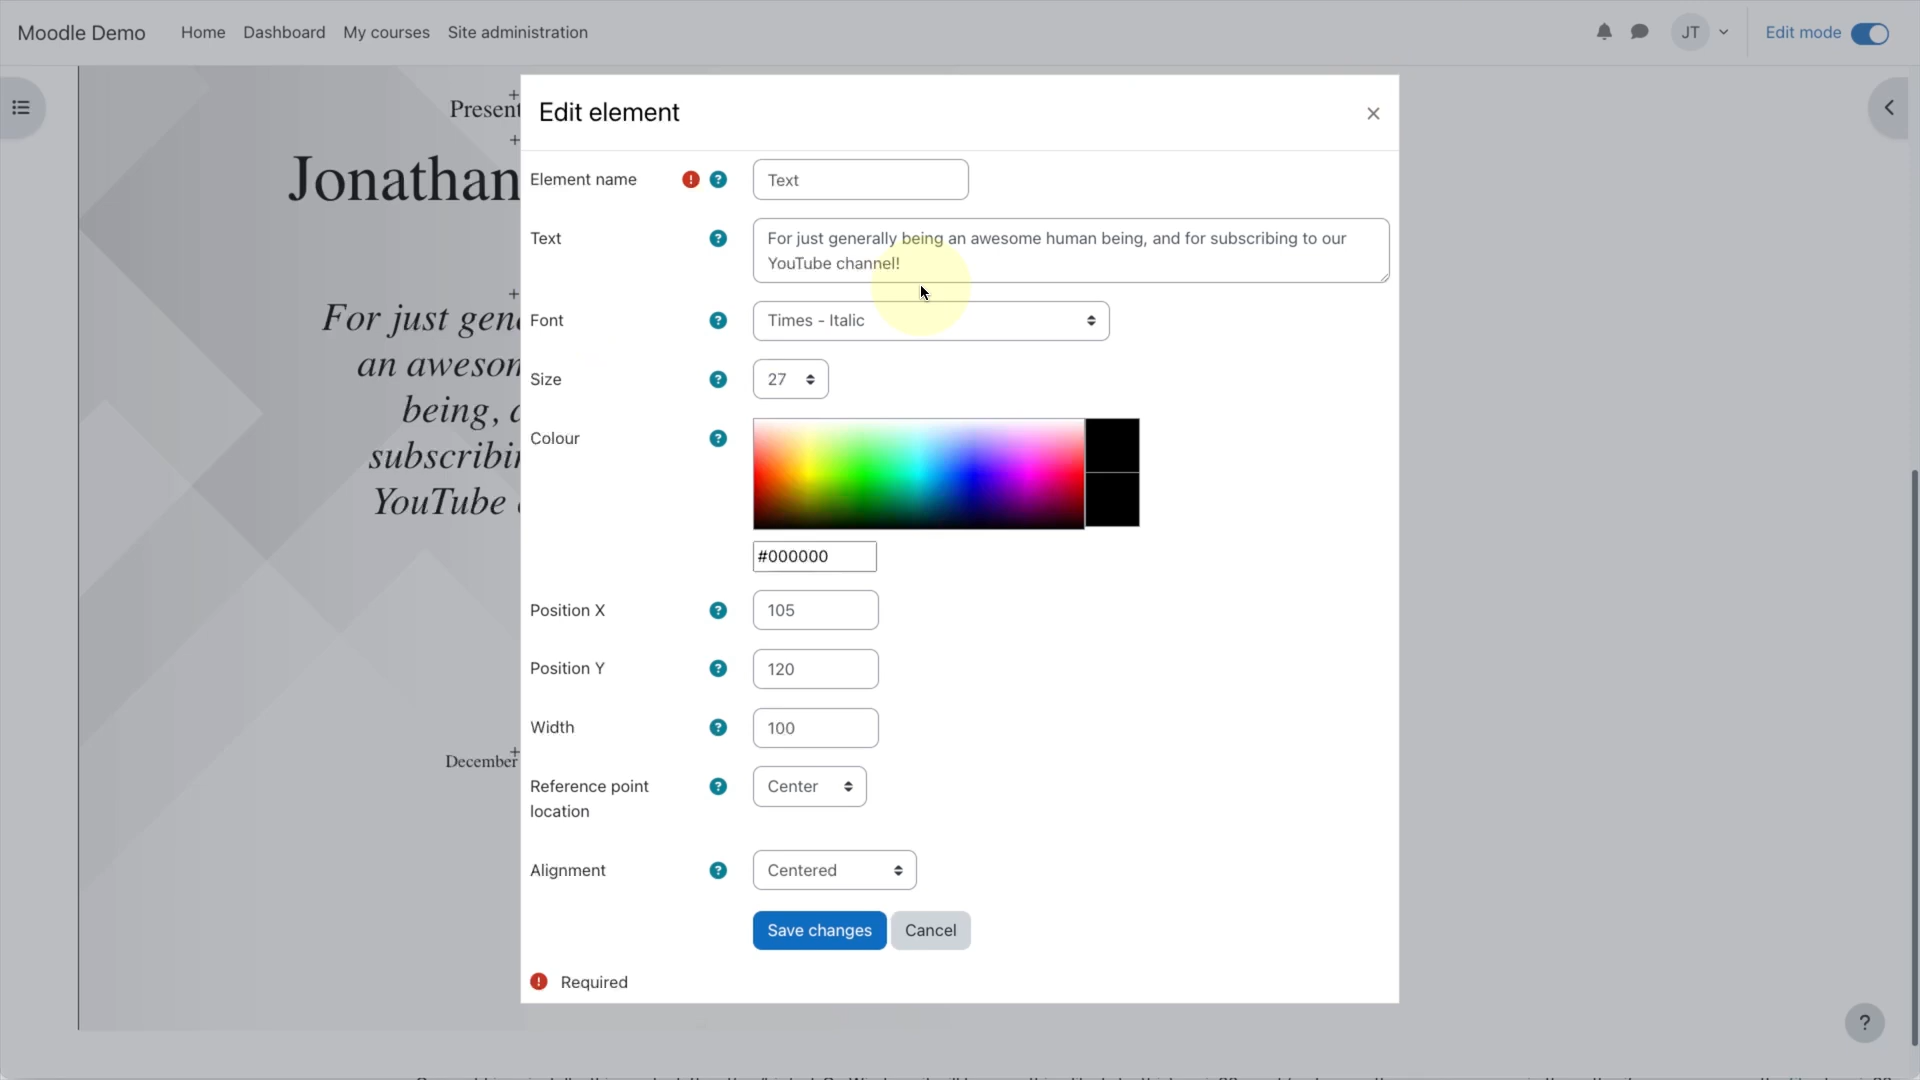 Moodle Demo Home Dashboard My courses Site administration JT Edit mode
Edit element
Present
Jonathan
For just gen
an awesom
being, a
subscribi
YouTube
December
Element name ! ? Text
Text ? For just generally being an awesome human being, and for subscribing to our
YouTube channel!
Font ? Times - Italic
Size ? 27
Colour ?
#000000
Position X ? 105
Position Y ? 120
Width ? 100
Reference point
location ? Center
Alignment ? Centered
Save changes Cancel
! Required
?